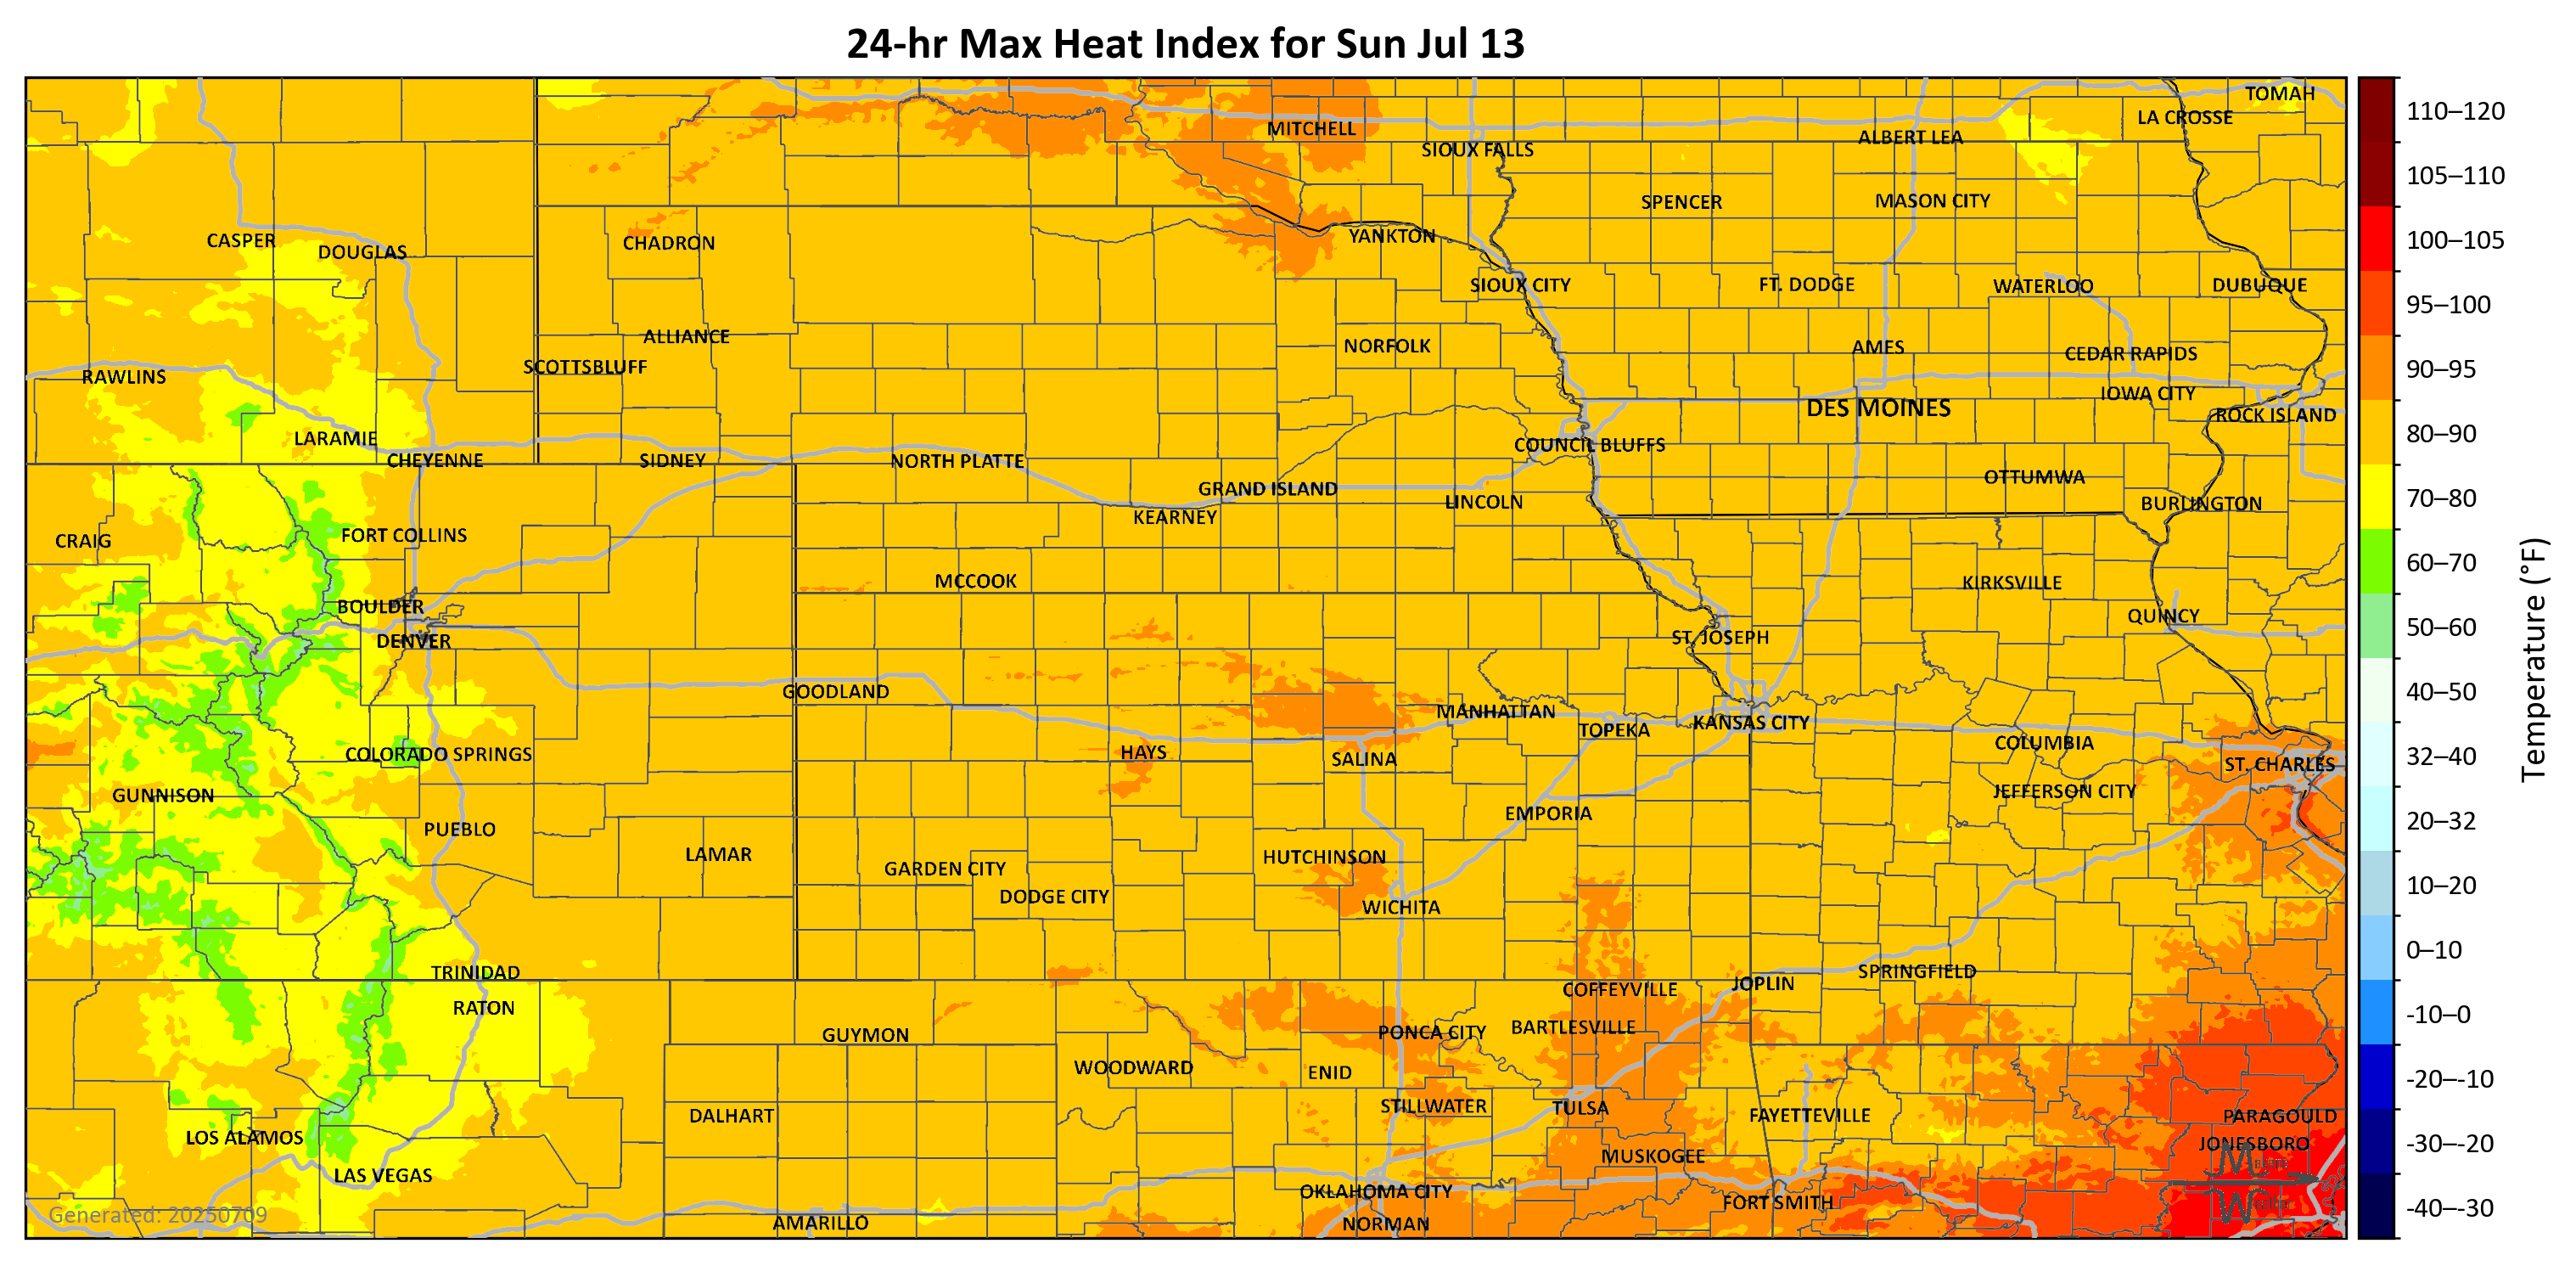 24-hr Max Heat Index for Sun Jul 13
TOMAH
LA CROSSE
MITCHELL
ALBERT LEA
SIOUX FALLS
SPENCER
MASON CITY
CASPER
DOUGLAS
CHADRON
YANKTON
SIOUX CITY
FT. DODGE
WATERLOO
DUBUQUE
ALLIANCE
NORFOLK
AMES
CEDAR RAPIDS
SCOTTSBLUFF
RAWLINS
IOWA CITY
DES MOINES
ROCK ISLAND
LARAMIE
COUNCIL BLUFFS
CHEYENNE
SIDNEY
NORTH PLATTE
OTTUMWA
GRAND ISLAND
LINCOLN
BURLINGTON
KEARNEY
FORT COLLINS
CRAIG
MCCOOK
KIRKSVILLE
BOULDER
QUINCY
DENVER
ST. JOSEPH
GOODLAND
MANHATTAN
KANSAS CITY
TOPEKA
COLUMBIA
HAYS
COLORADO SPRINGS
SALINA
ST. CHARLES
JEFFERSON CITY
GUNNISON
EMPORIA
PUEBLO
LAMAR
HUTCHINSON
GARDEN CITY
DODGE CITY
WICHITA
TRINIDAD
SPRINGFIELD
JOPLIN
COFFEYVILLE
RATON
BARTLESVILLE
PONCA CITY
GUYMON
WOODWARD
ENID
STILLWATER
TULSA
DALHART
FAYETTEVILLE
PARAGOULD
LOS ALAMOS
JONESBORO
MUSKOGEE
LAS VEGAS
OKLAHOMA CITY
FORT SMITH
AMARILLO
NORMAN
Generated: 20250709
110–120
105–110
100–105
95–100
90–95
80–90
70–80
60–70
50–60
40–50
32–40
20–32
10–20
0–10
-10–0
-20–-10
-30–-20
-40–-30
Temperature (°F)